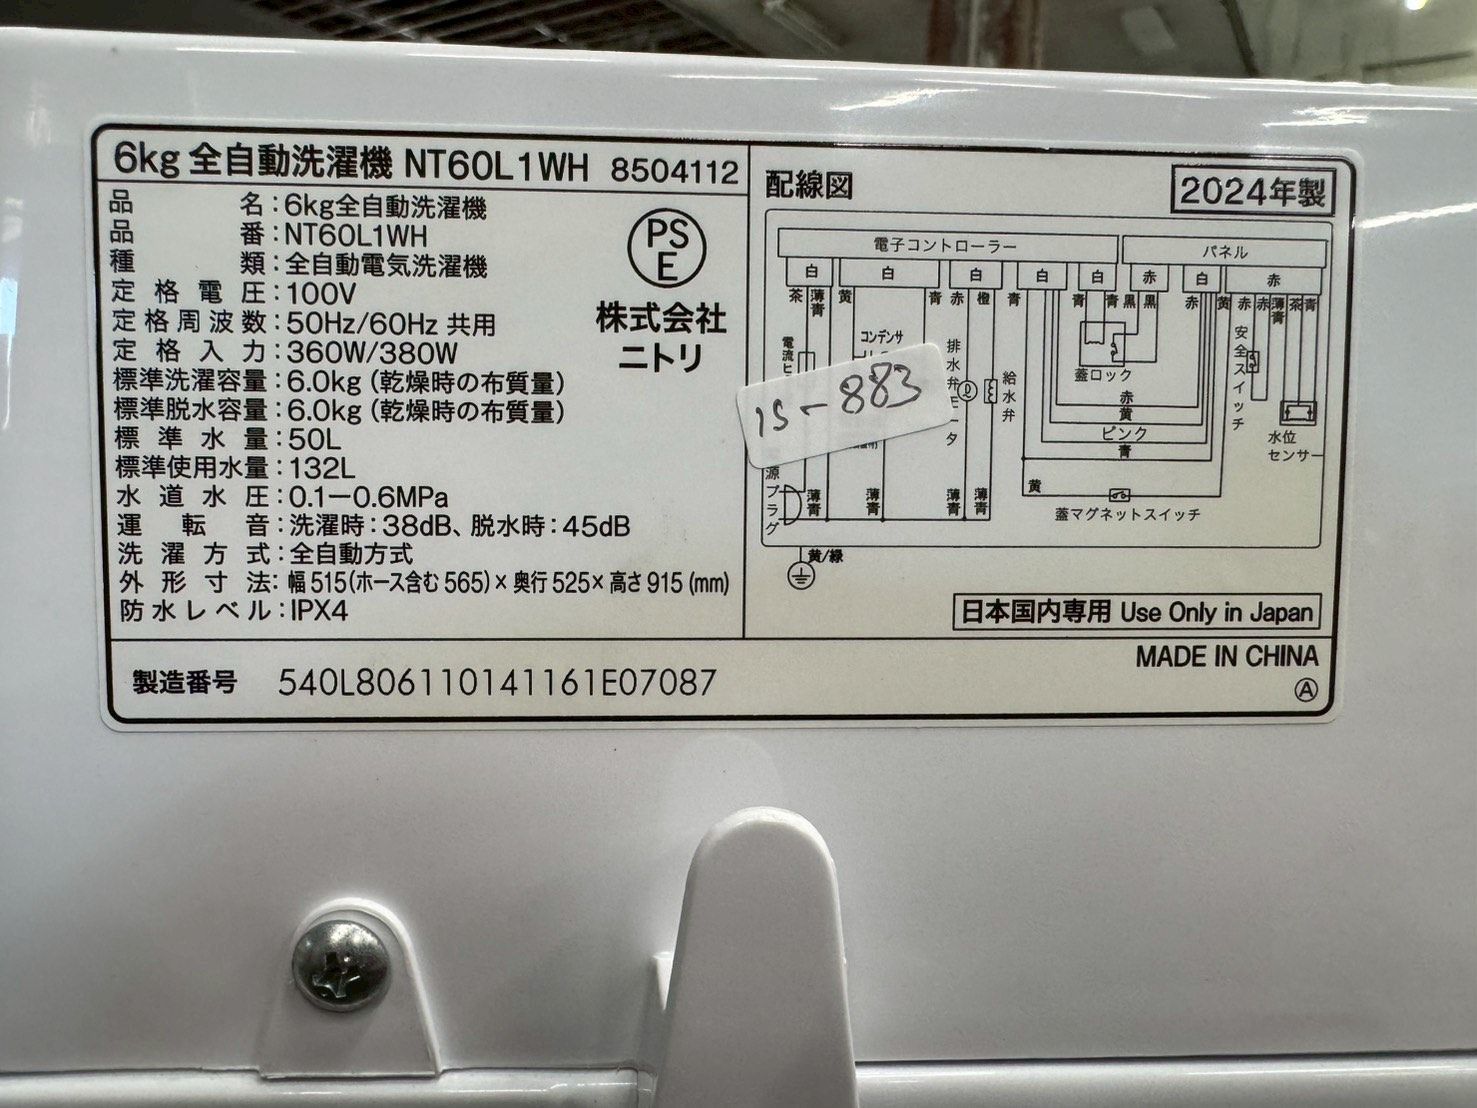 6kg 全自動洗濯機 NT60L1WH 8504112
品名：6kg全自動洗濯機
品番：NT60L1WH
種類：全自動電気洗濯機
定格電圧：100V
定格周波数：50Hz/60Hz 共用
定格入力：360W/380W
標準洗濯容量：6.0kg (乾燥時の布質量)
標準脱水容量：6.0kg (乾燥時の布質量)
標準水量：50L
標準使用水量：132L
水道水圧：0.1ー0.6MPa
運転音：洗濯時：38dB、脱水時：45dB
洗濯方式：全自動方式
外形寸法：幅515(ホース含む565)×奥行525×高さ915 (mm)
防水レベル：IPX4
PS
E
株式会社
ニトリ
配線図
2024年製
電子コントローラー
パネル
白 白 白 白 白 赤 白 赤
茶 薄青 黄 青 赤 橙 青 青 青 黒 黒 赤 黄 赤 赤 薄青 茶 青
コンデンサ
給水弁
蓋ロック
安全スイッチ
水位
センサー
赤
黄
ピンク
青
黄
蓋マグネットスイッチ
15-883
源プラグ
薄青 薄青 薄青 薄青
黄/緑
日本国内専用 Use Only in Japan
製造番号 540L806110141161E07087
MADE IN CHINA
Ⓐ